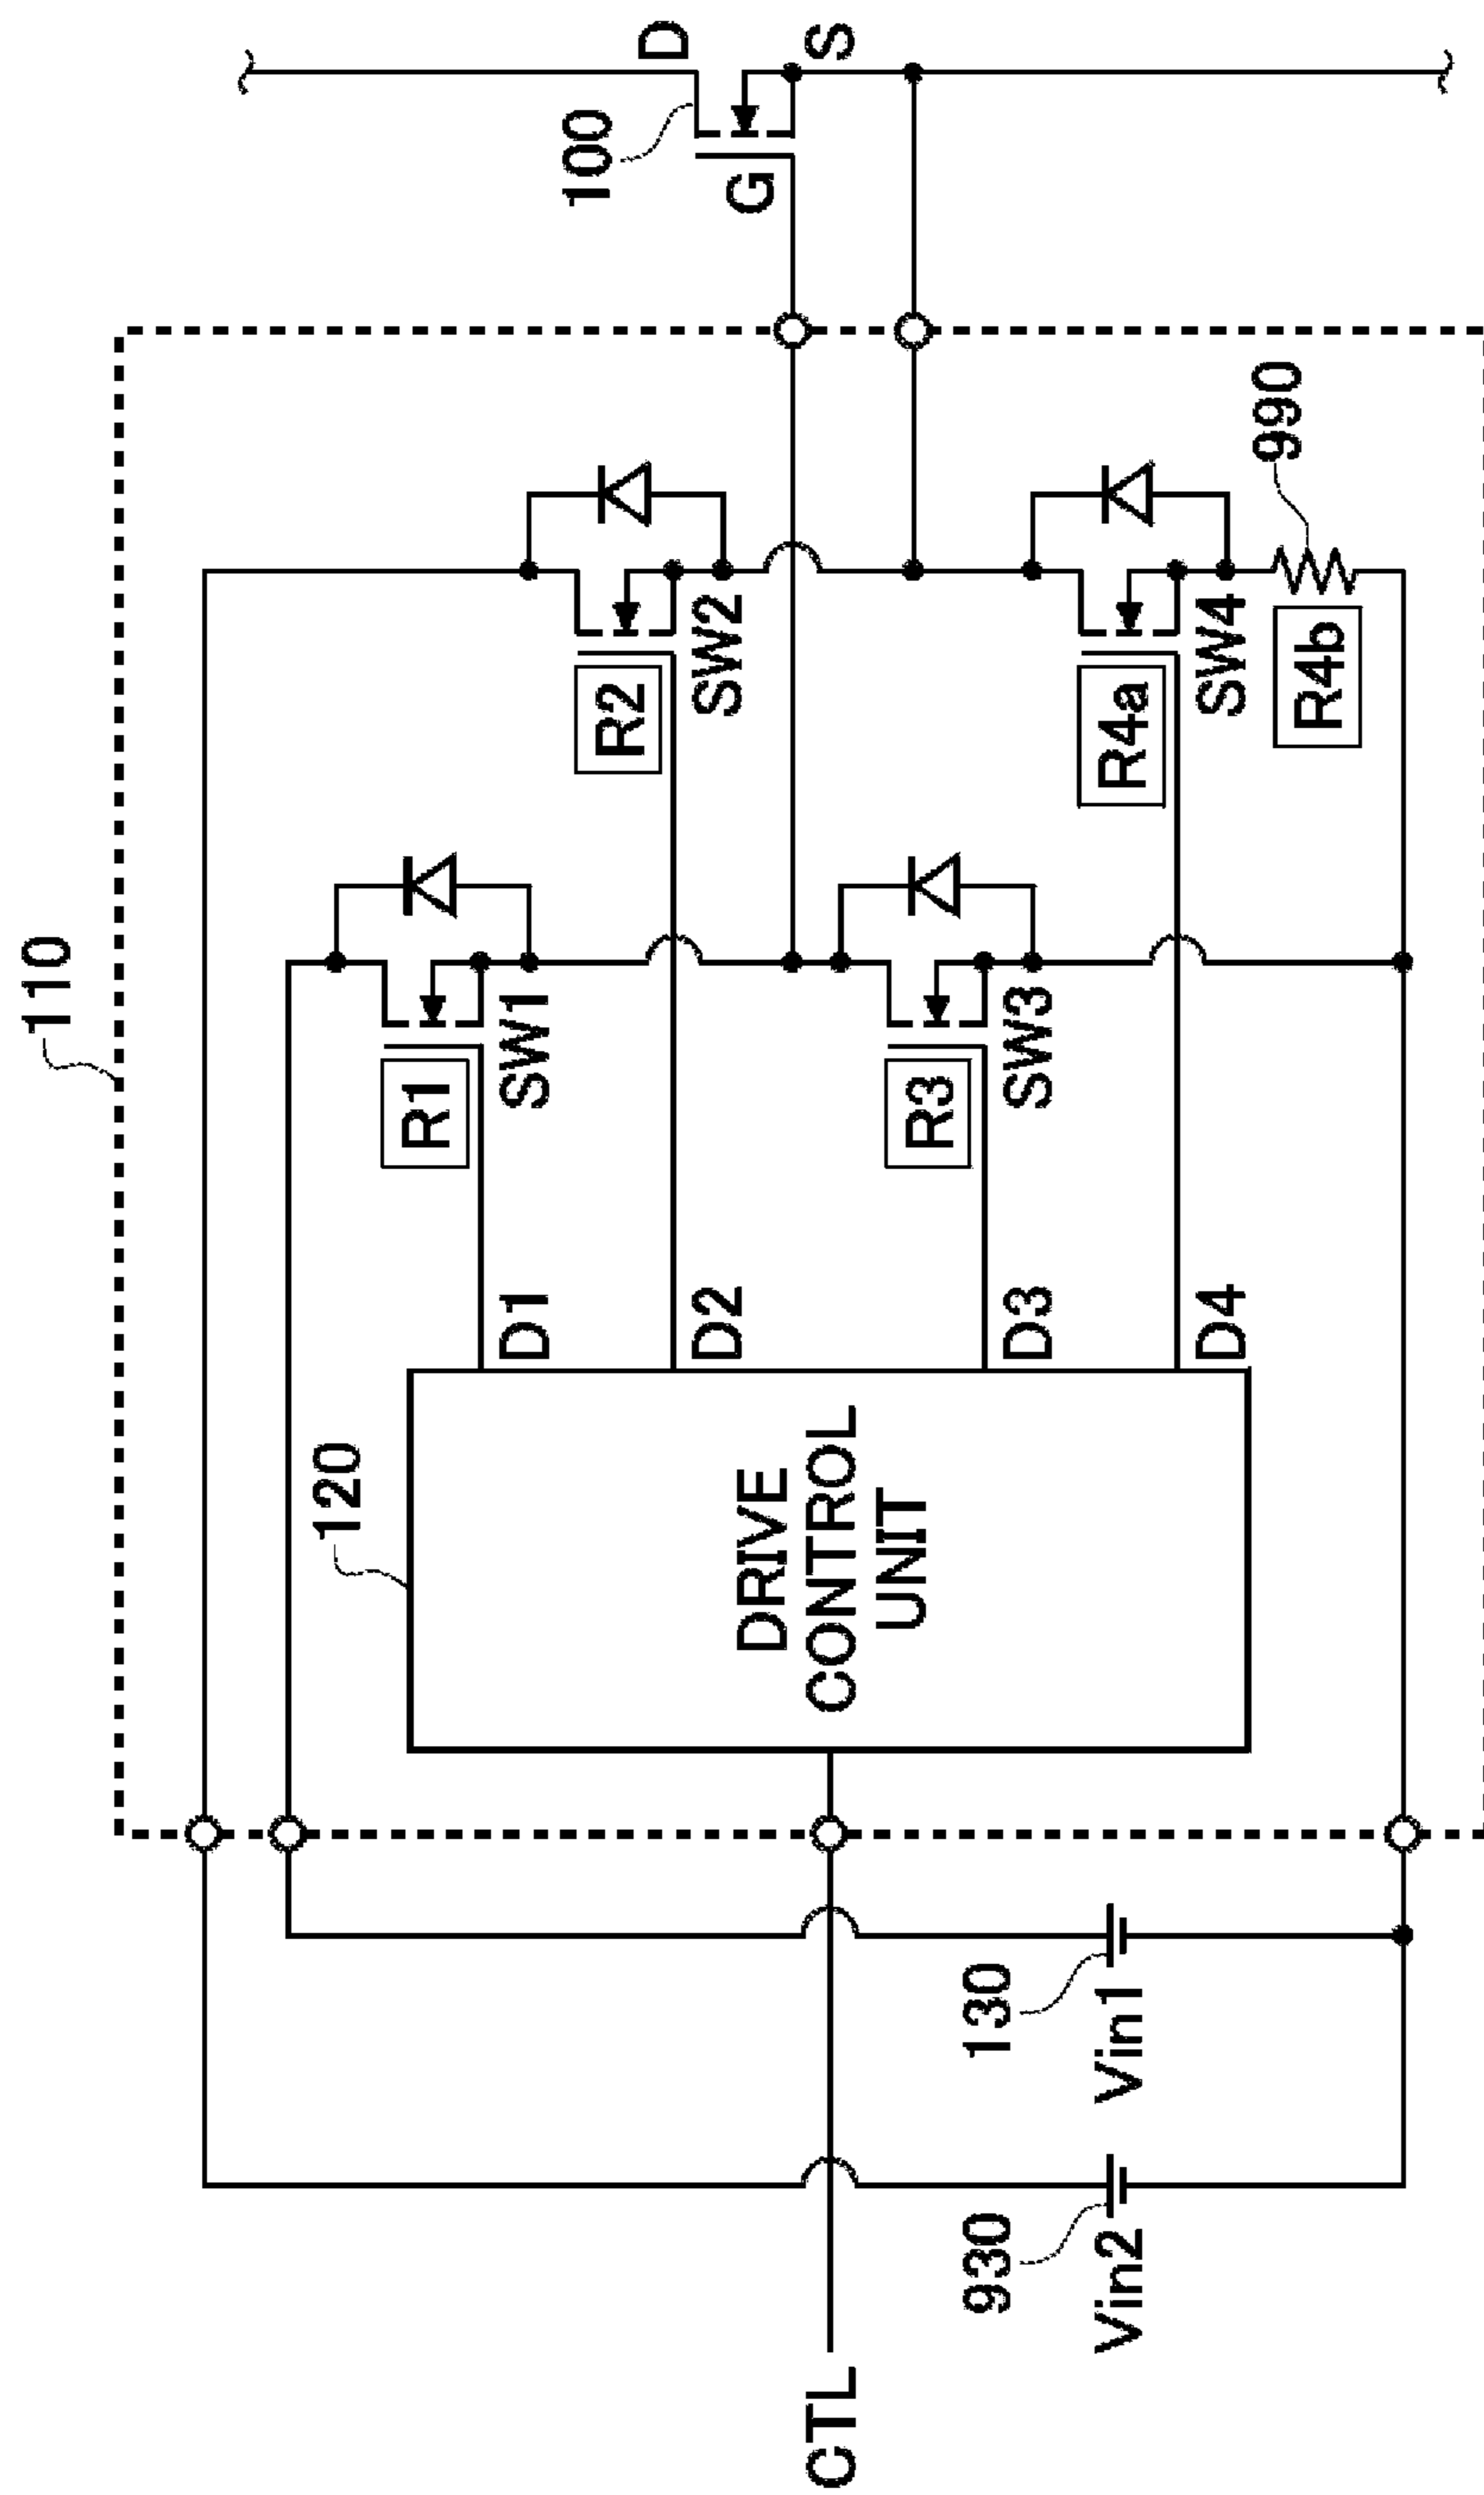 110
120
DRIVE
CONTROL
UNIT
D1
D2
D3
D4
R1
SW1
R2
SW2
R3
SW3
R4a
SW4
R4b
990
100
D
G
S
130
Vin1
930
Vin2
CTL